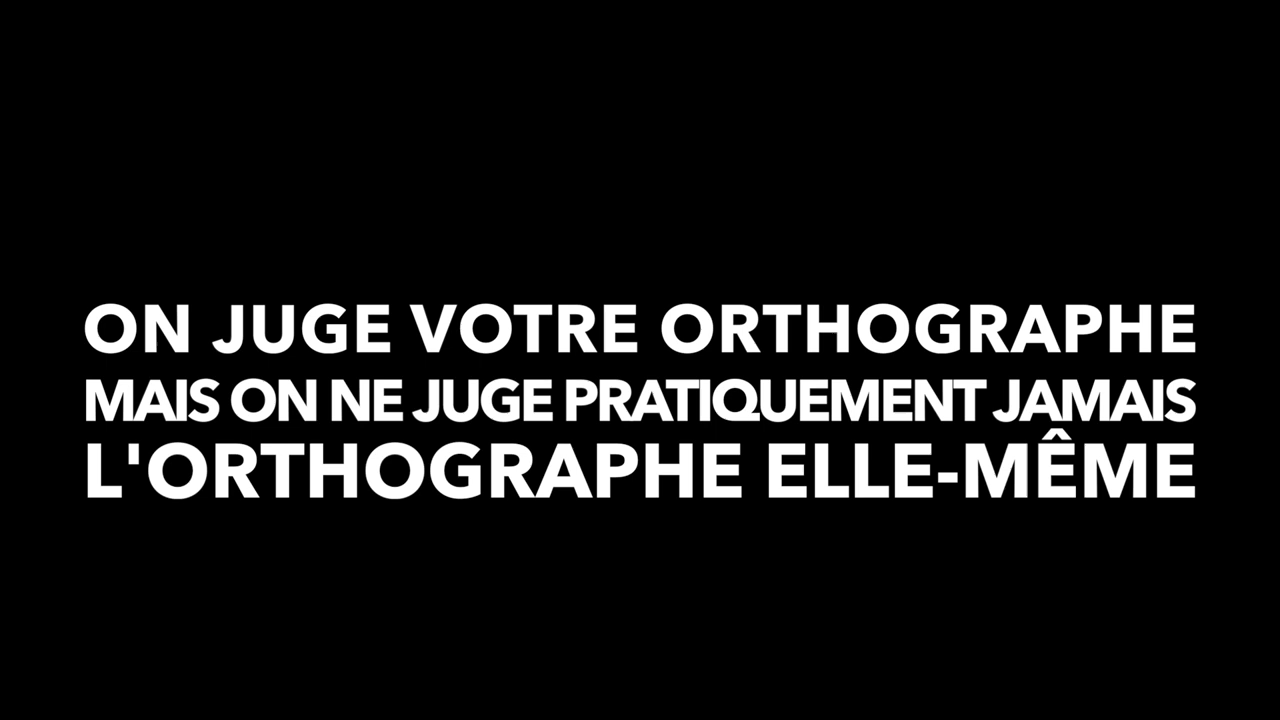 ON JUGE VOTRE ORTHOGRAPHE
MAIS ON NE JUGE PRATIQUEMENT JAMAIS
L'ORTHOGRAPHE ELLE-MÊME